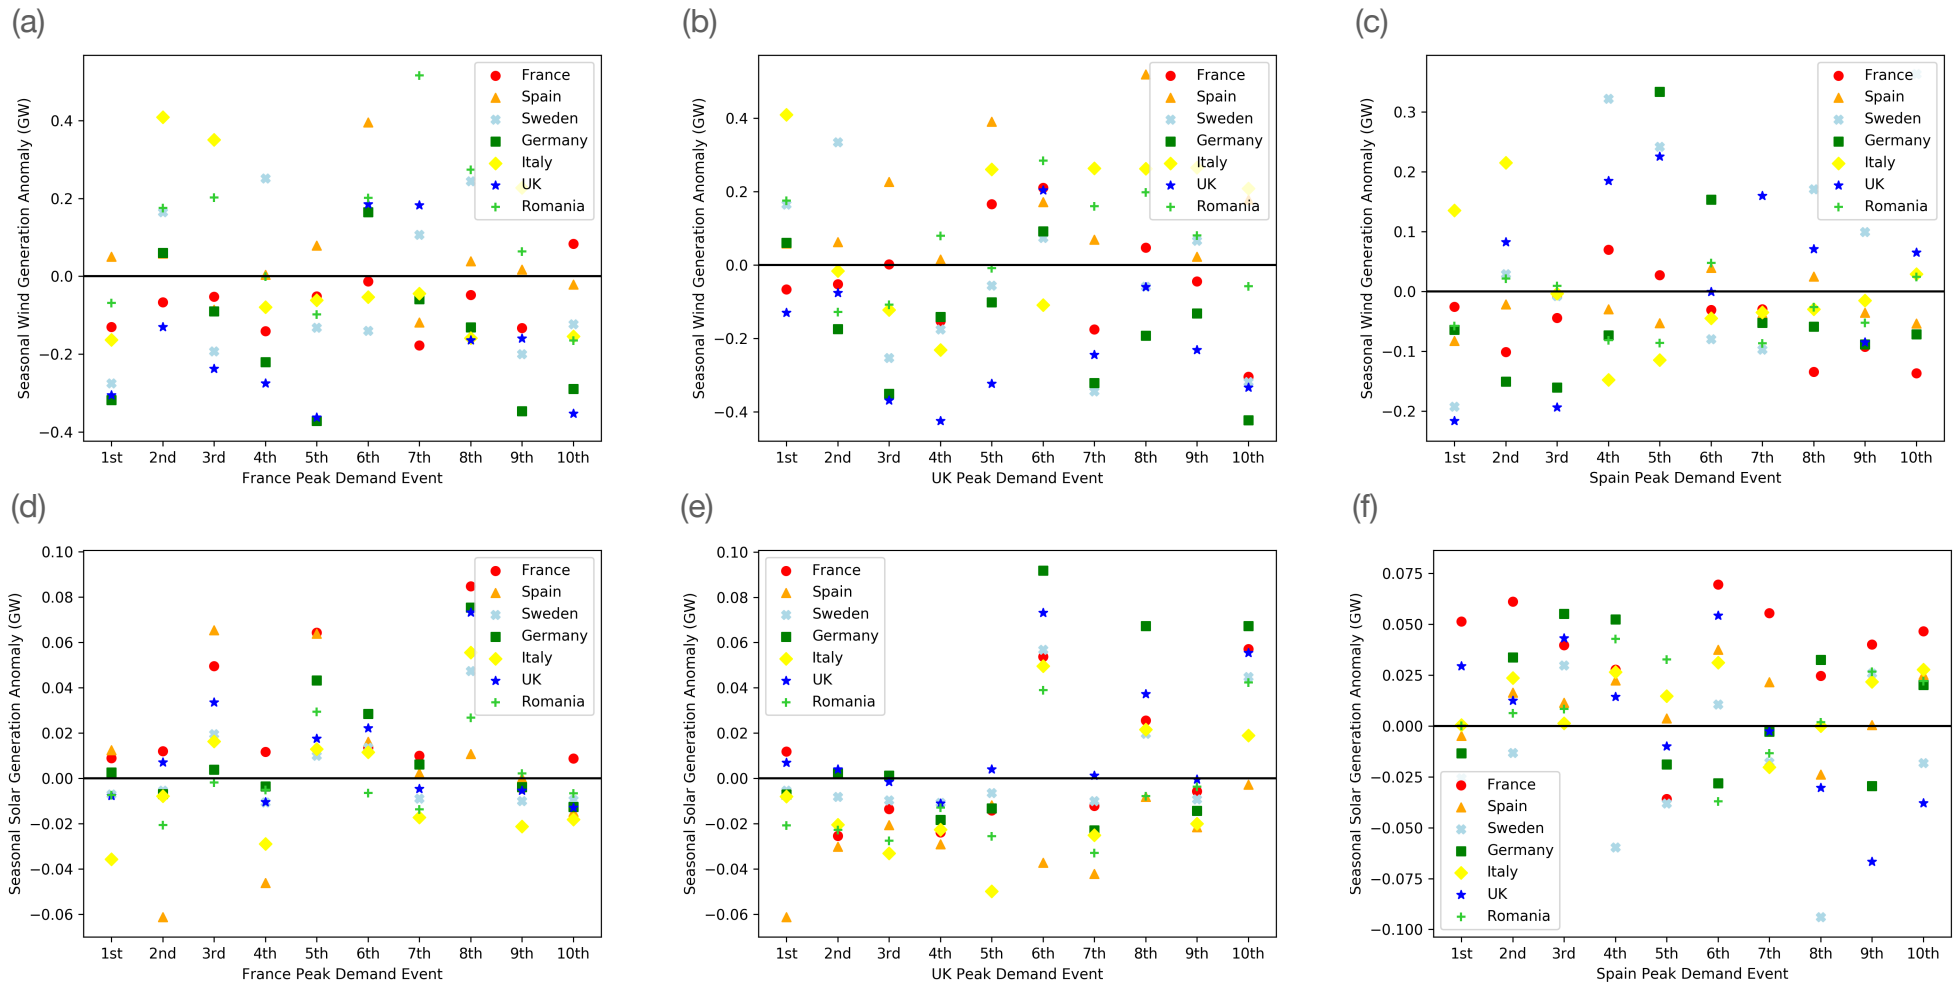 (a)
Seasonal Wind Generation Anomaly (GW)
0.4
0.2
0.0
−0.2
−0.4
France
Spain
Sweden
Germany
Italy
UK
Romania
1st 2nd 3rd 4th 5th 6th 7th 8th 9th 10th
France Peak Demand Event
(b)
Seasonal Wind Generation Anomaly (GW)
0.4
0.2
0.0
−0.2
−0.4
France
Spain
Sweden
Germany
Italy
UK
Romania
1st 2nd 3rd 4th 5th 6th 7th 8th 9th 10th
UK Peak Demand Event
(c)
Seasonal Wind Generation Anomaly (GW)
0.3
0.2
0.1
0.0
−0.1
−0.2
France
Spain
Sweden
Germany
Italy
UK
Romania
1st 2nd 3rd 4th 5th 6th 7th 8th 9th 10th
Spain Peak Demand Event
(d)
Seasonal Solar Generation Anomaly (GW)
0.10
0.08
0.06
0.04
0.02
0.00
−0.02
−0.04
−0.06
France
Spain
Sweden
Germany
Italy
UK
Romania
1st 2nd 3rd 4th 5th 6th 7th 8th 9th 10th
France Peak Demand Event
(e)
Seasonal Solar Generation Anomaly (GW)
0.10
0.08
0.06
0.04
0.02
0.00
−0.02
−0.04
−0.06
France
Spain
Sweden
Germany
Italy
UK
Romania
1st 2nd 3rd 4th 5th 6th 7th 8th 9th 10th
UK Peak Demand Event
(f)
Seasonal Solar Generation Anomaly (GW)
0.075
0.050
0.025
0.000
−0.025
−0.050
−0.075
−0.100
France
Spain
Sweden
Germany
Italy
UK
Romania
1st 2nd 3rd 4th 5th 6th 7th 8th 9th 10th
Spain Peak Demand Event